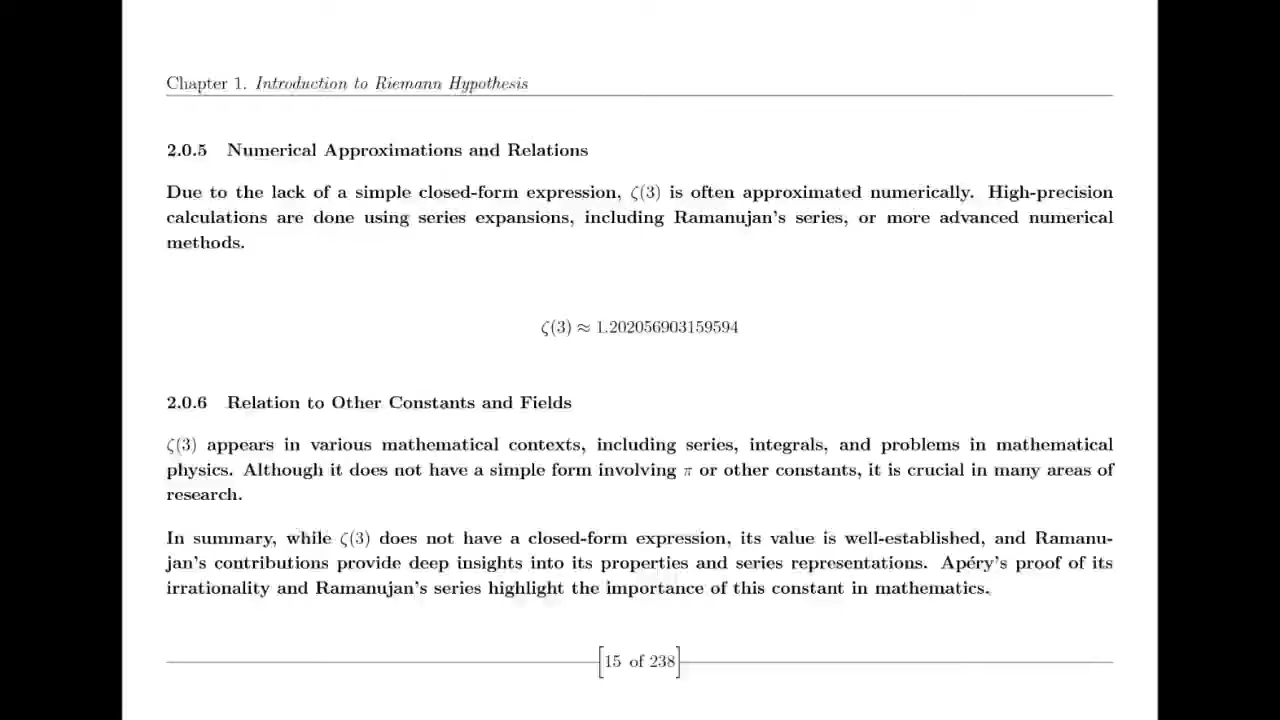 Chapter 1. Introduction to Riemann Hypothesis
2.0.5 Numerical Approximations and Relations
Due to the lack of a simple closed-form expression, ζ(3) is often approximated numerically. High-precision
calculations are done using series expansions, including Ramanujan's series, or more advanced numerical
methods.
ζ(3) ≈ 1.202056903159594
2.0.6 Relation to Other Constants and Fields
ζ(3) appears in various mathematical contexts, including series, integrals, and problems in mathematical
physics. Although it does not have a simple form involving π or other constants, it is crucial in many areas of
research.
In summary, while ζ(3) does not have a closed-form expression, its value is well-established, and Ramanu-
jan's contributions provide deep insights into its properties and series representations. Apéry's proof of its
irrationality and Ramanujan's series highlight the importance of this constant in mathematics.
[15 of 238]